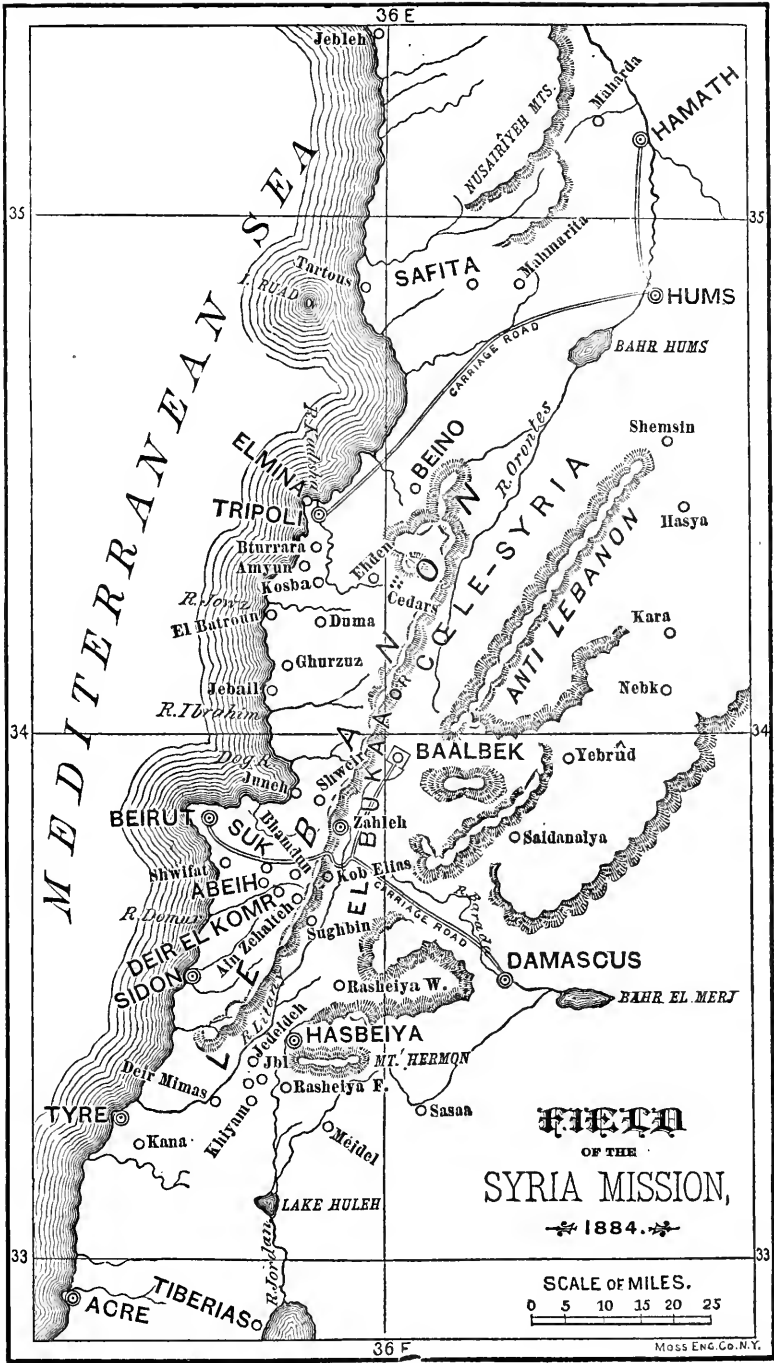 36 E
Jebleh
Maharda
HAMATH
NUSAIRÎYEH MTS.
35
35
MEDITERRANEAN SEA
Tartous
SAFITA
Mahmarita
I. RUAD
HUMS
CARRIAGE ROAD
BAHR HUMS
Shemsin
ELMINA
BEINO
R. Orontes
TRIPOLI
Hasya
Bturrara
Amyun
Ehden
Kosba
Cedars
R. Jowz
El Batroun
Duma
Kara
ANTI LEBANON
Ghurzuz
Jebail
Nebk
R. Ibrahim
LEBANON
EL BUKAA OR CŒLE-SYRIA
34
34
Dog R.
Juneh
Shweir
BAALBEK
Yebrûd
BEIRUT
SUK
Bhamdun
Zahleh
Saidanaiya
Shwifat
ABEIH
Kob Elias
CARRIAGE ROAD
R. Brada
R. Damur
DEIR EL KOMR
Ain Zehalteh
Sughbin
SIDON
DAMASCUS
Rasheiya W.
BAHR EL MERJ
R. Litany
Jedeideh
HASBEIYA
Jbl
MT. HERMON
Deir Mimas
Rasheiya F.
Khiyam
TYRE
Sasaa
Kana
Meidel
FIELD
OF THE
SYRIA MISSION,
1884.
LAKE HULEH
33
33
R. Jordan
ACRE
TIBERIAS
SCALE OF MILES.
0 5 10 15 20 25
36 E
MOSS ENG. CO. N.Y.